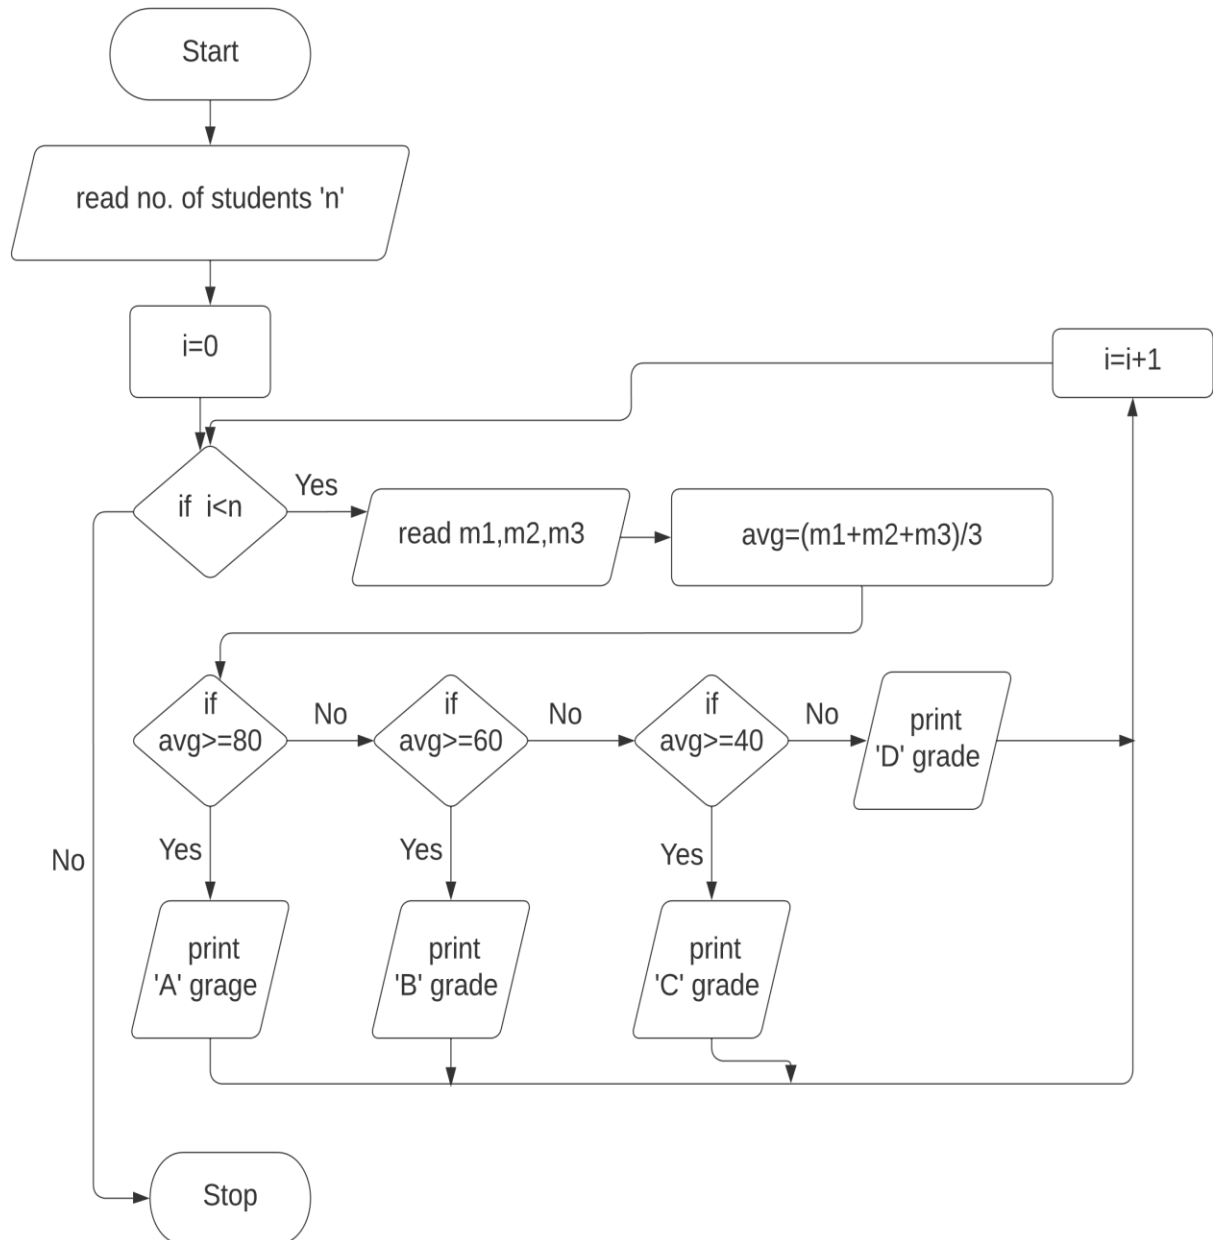 Start
read no. of students 'n'
i=0
i=i+1
if  i<n
Yes
read m1,m2,m3
avg=(m1+m2+m3)/3
if
avg>=80
No
if
avg>=60
No
if
avg>=40
No
print
'D' grade
No
Yes
Yes
Yes
print
'A' grage
print
'B' grade
print
'C' grade
Stop